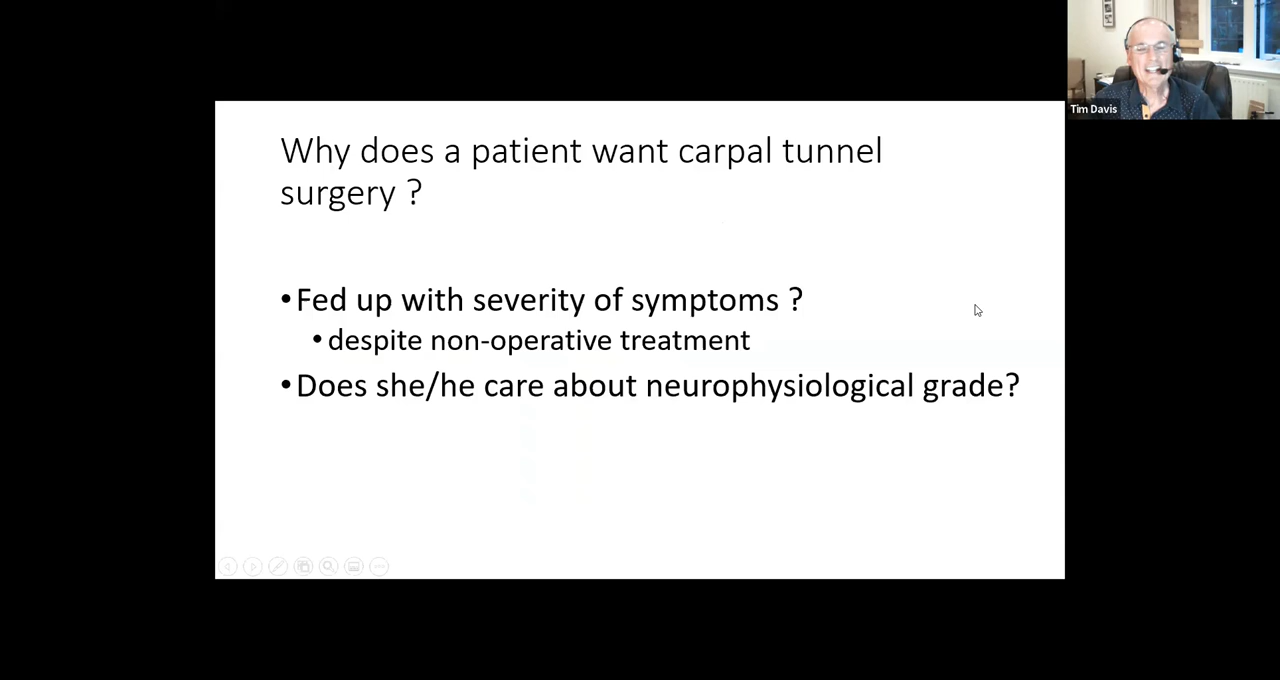 Tim Davis
Why does a patient want carpal tunnel
surgery ?
•Fed up with severity of symptoms ?
•despite non-operative treatment
•Does she/he care about neurophysiological grade?